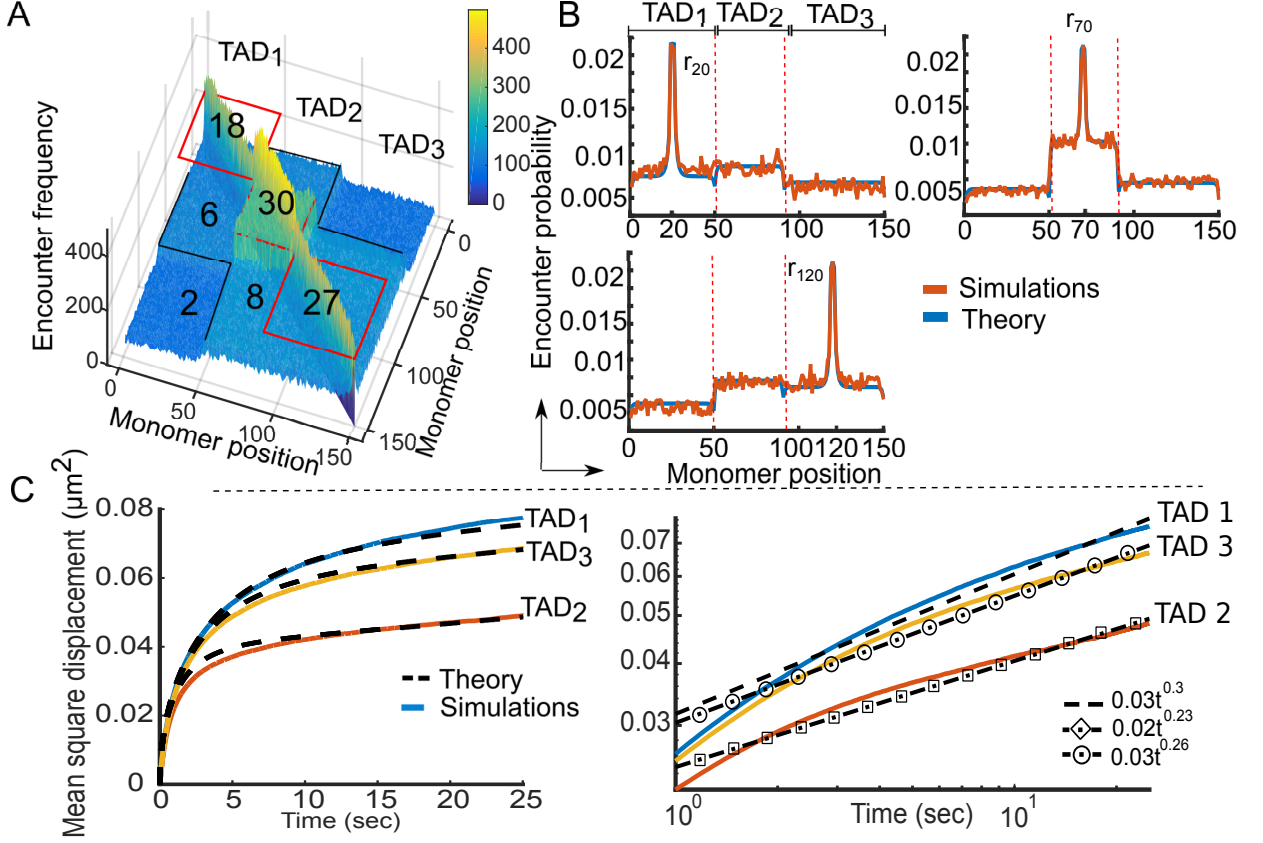 A
TAD1
TAD2
TAD3
400
300
200
100
0
18
30
6
2
8
27
Encounter frequency
400
200
0
0
50
100
150
Monomer position
0
50
100
150
Monomer position
B
TAD1 TAD2 TAD3
Encounter probability
0.02
0.015
0.01
0.005
r20
0 20 50 100 150
r70
0.02
0.015
0.01
0.005
0 50 70 100 150
0.02
0.015
0.01
0.005
r120
0 50 100 120 150
Monomer position
Simulations
Theory
C
Mean square displacement (µm²)
0.08
0.06
0.04
0.02
0
0 5 10 15 20 25
Time (sec)
TAD1
TAD3
TAD2
Theory
Simulations
0.07
0.06
0.05
0.04
0.03
10⁰ Time (sec) 10¹
TAD 1
TAD 3
TAD 2
0.03t^0.3
0.02t^0.23
0.03t^0.26